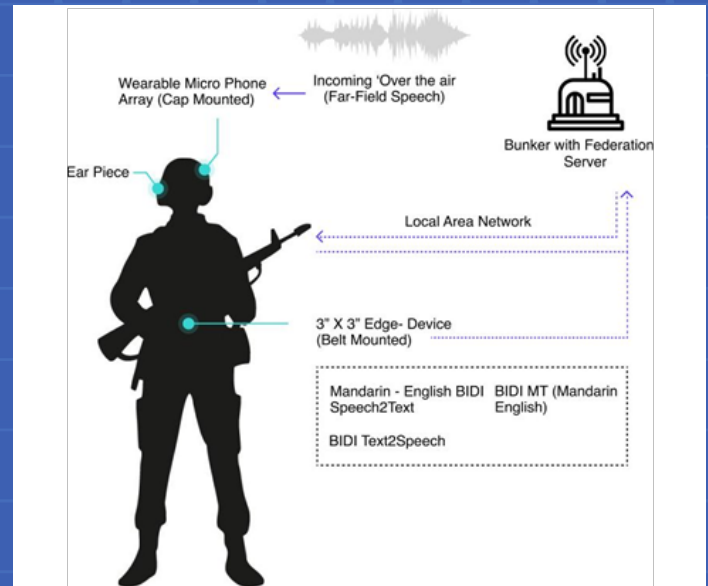 Incoming ‘Over the air
(Far-Field Speech)
Wearable Micro Phone
Array (Cap Mounted)
Bunker with Federation
Server
Ear Piece
Local Area Network
3" X 3" Edge- Device
(Belt Mounted)
Mandarin - English BIDI
Speech2Text
BIDI MT (Mandarin
English)
BIDI Text2Speech